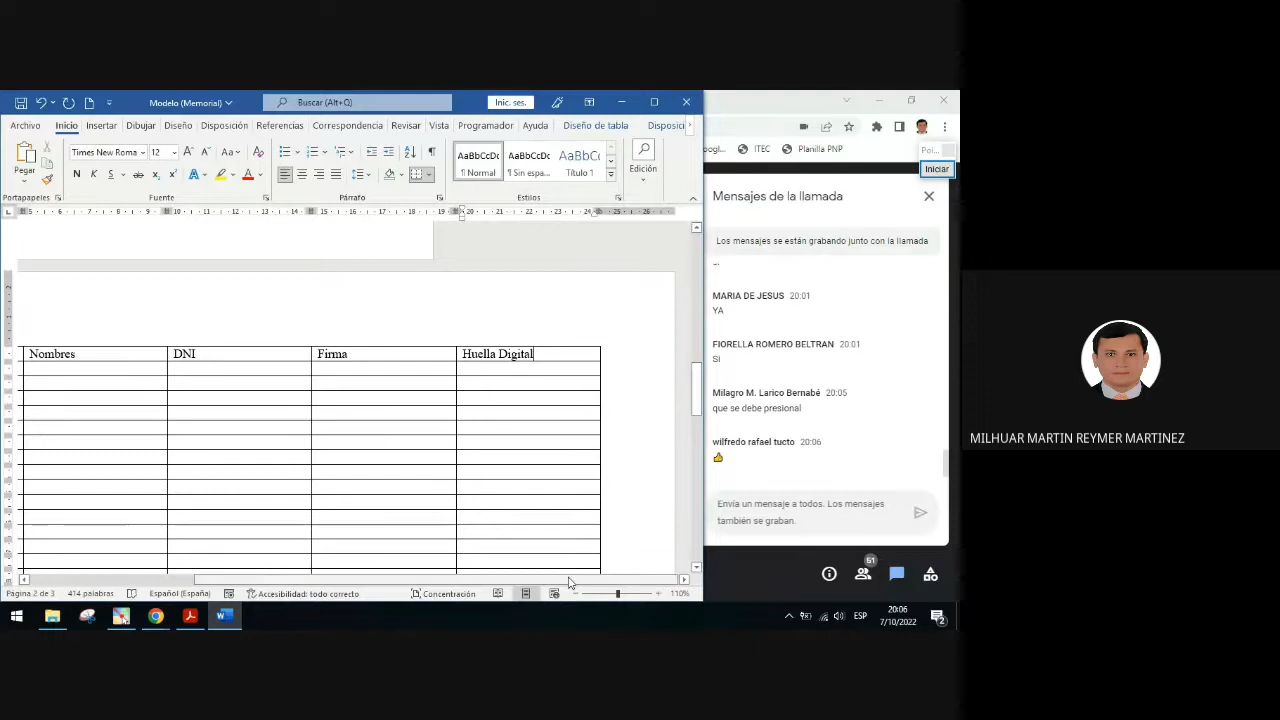 Modelo (Memorial)
Buscar (Alt+Q)
Inic. ses.
Archivo Inicio Insertar Dibujar Diseño Disposición Referencias Correspondencia Revisar Vista Programador Ayuda Diseño de tabla Disposici
Pegar
Portapapeles
Times New Roma 12
N K S
Fuente
Párrafo
AaBbCcDc AaBbCcDc AaBbC
¶ Normal ¶ Sin espa... Título 1
Estilos
Edición
Nombres DNI Firma Huella Digital
Página 2 de 3 414 palabras Español (España) Accesibilidad: todo correcto Concentración 110%
ITEC Planilla PNP
Iniciar
Mensajes de la llamada
Los mensajes se están grabando junto con la llamada
MARIA DE JESUS 20:01
YA
FIORELLA ROMERO BELTRAN 20:01
SI
Milagro M. Larico Bernabé 20:05
que se debe presional
wilfredo rafael tucto 20:06
👍
Envía un mensaje a todos. Los mensajes
también se graban.
51
ESP
20:06
7/10/2022
2
MILHUAR MARTIN REYMER MARTINEZ